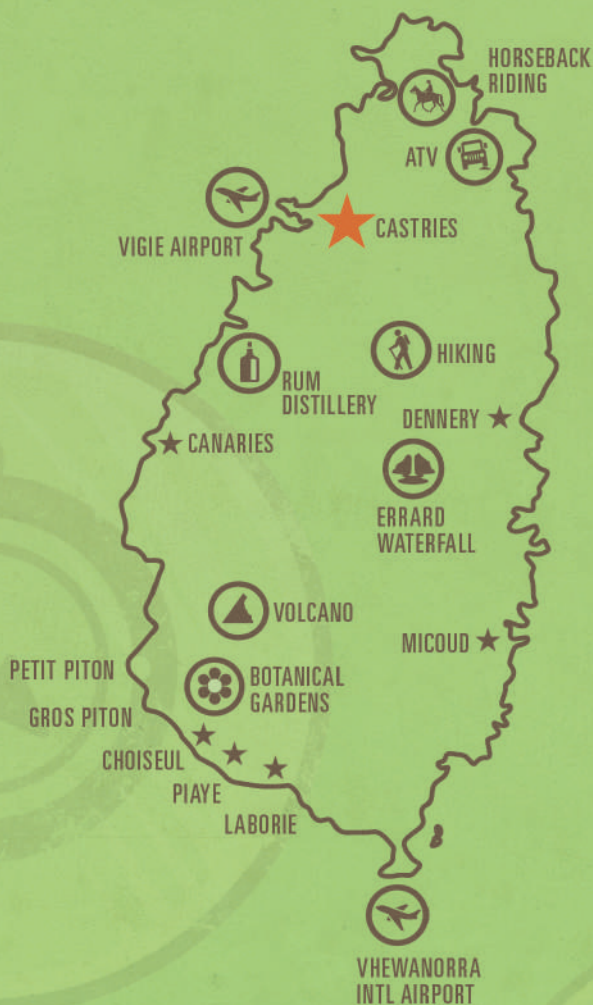 HORSEBACK
RIDING
ATV
CASTRIES
VIGIE AIRPORT
HIKING
RUM
DISTILLERY
DENNERY
CANARIES
ERRARD
WATERFALL
VOLCANO
MICOUD
PETIT PITON
BOTANICAL
GARDENS
GROS PITON
CHOISEUL
PIAYE
LABORIE
VHEWANORRA
INTL AIRPORT